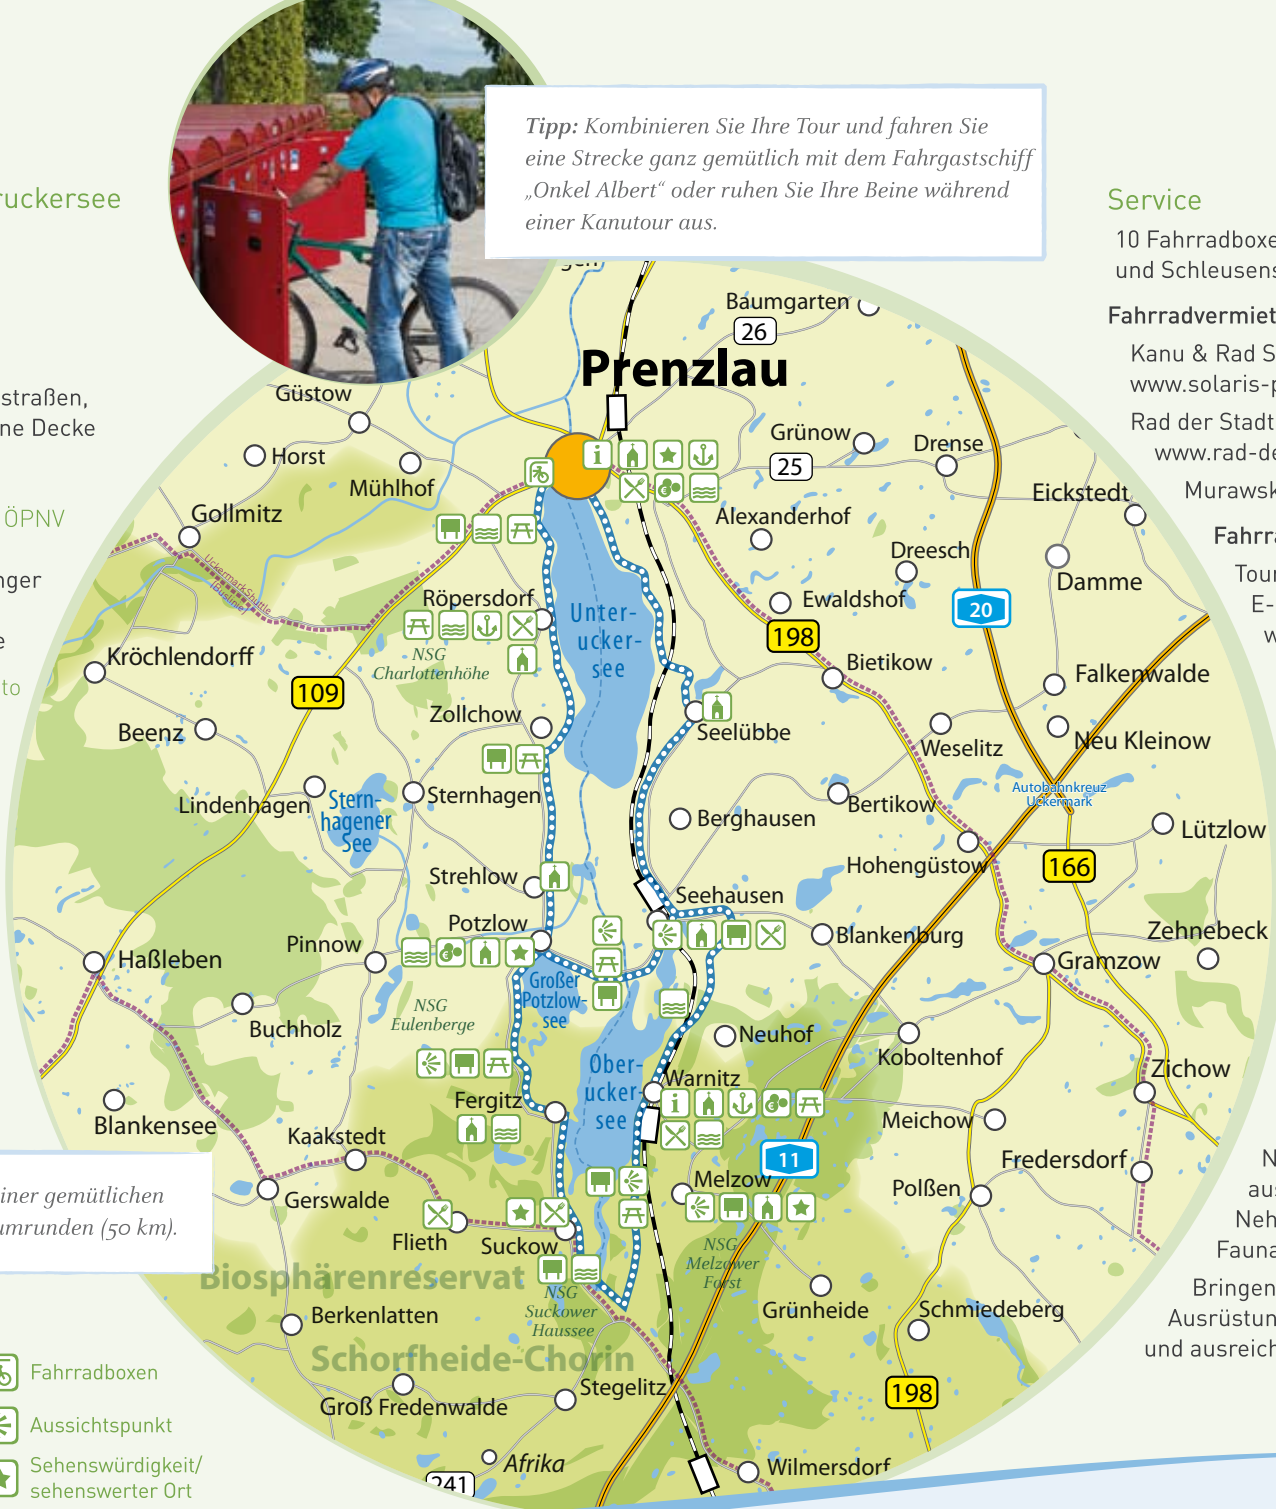 Tipp: Kombinieren Sie Ihre Tour und fahren Sie
eine Strecke ganz gemütlich mit dem Fahrgastschiff
„Onkel Albert“ oder ruhen Sie Ihre Beine während
einer Kanutour aus.
ruckersee
straßen,
ne Decke
ÖPNV
nger
e
to
Service
10 Fahrradboxe
und Schleusens
Fahrradvermiet
Kanu & Rad S
www.solaris-p
Rad der Stadt
www.rad-de
Murawsk
Fahrra
Tour
E-
w
Baumgarten
26
Prenzlau
Güstow
Grünow
Drense
Horst
25
Mühlhof
Eickstedt
Gollmitz
Alexanderhof
Dreesch
UckermarkShuttle
(Buslinie)
Damme
Röpersdorf
Ewaldshof
20
Unter-
ucker-
see
198
NSG
Charlottenhöhe
Kröchlendorff
Bietikow
Falkenwalde
109
Zollchow
Beenz
Seelübbe
Weselitz
Neu Kleinow
Autobahnkreuz
Uckermark
Lindenhagen
Stern-
hagener
See
Sternhagen
Bertikow
Berghausen
Lützlow
Hohengüstow
166
Strehlow
Seehausen
Potzlow
Zehnebeck
Pinnow
Blankenburg
Haßleben
Gramzow
Großer
Potzlow-
see
NSG
Eulenberge
Buchholz
Neuhof
Koboltenhof
Ober-
ucker-
see
Zichow
Warnitz
Fergitz
Blankensee
Meichow
Kaakstedt
11
Fredersdorf
Melzow
Polßen
Gerswalde
Flieth
Suckow
NSG
Melzower
Forst
Biosphärenreservat
NSG
Suckower
Haussee
Grünheide
Schmiedeberg
Berkenlatten
Schorfheide-Chorin
Stegelitz
198
Groß Fredenwalde
Afrika
Wilmersdorf
241
iner gemütlichen
umrunden (50 km).
Fahrradboxen
Aussichtspunkt
Sehenswürdigkeit/
sehenswerter Ort
N
aus
Neh
Fauna
Bringen
Ausrüstun
und ausreich